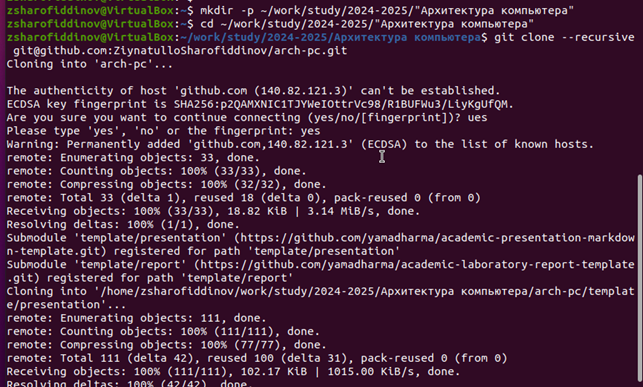 zsharofiddinov@VirtualBox:~$ mkdir -p ~/work/study/2024-2025/"Архитектура компьютера"
zsharofiddinov@VirtualBox:~$ cd ~/work/study/2024-2025/"Архитектура компьютера"
zsharofiddinov@VirtualBox:~/work/study/2024-2025/Архитектура компьютера$ git clone --recursive
git@github.com:ZiynatulloSharofiddinov/arch-pc.git
Cloning into 'arch-pc'...
The authenticity of host 'github.com (140.82.121.3)' can't be established.
ECDSA key fingerprint is SHA256:p2QAMXNIC1TJYWeIOttrVc98/R1BUFWu3/LiyKgUfQM.
Are you sure you want to continue connecting (yes/no/[fingerprint])? ues
Please type 'yes', 'no' or the fingerprint: yes
Warning: Permanently added 'github.com,140.82.121.3' (ECDSA) to the list of known hosts.
remote: Enumerating objects: 33, done.
remote: Counting objects: 100% (33/33), done.
remote: Compressing objects: 100% (32/32), done.
remote: Total 33 (delta 1), reused 18 (delta 0), pack-reused 0 (from 0)
Receiving objects: 100% (33/33), 18.82 KiB | 3.14 MiB/s, done.
Resolving deltas: 100% (1/1), done.
Submodule 'template/presentation' (https://github.com/yamadharma/academic-presentation-markdow
n-template.git) registered for path 'template/presentation'
Submodule 'template/report' (https://github.com/yamadharma/academic-laboratory-report-template
.git) registered for path 'template/report'
Cloning into '/home/zsharofiddinov/work/study/2024-2025/Архитектура компьютера/arch-pc/templat
e/presentation'...
remote: Enumerating objects: 111, done.
remote: Counting objects: 100% (111/111), done.
remote: Compressing objects: 100% (77/77), done.
remote: Total 111 (delta 42), reused 100 (delta 31), pack-reused 0 (from 0)
Receiving objects: 100% (111/111), 102.17 KiB | 1015.00 KiB/s, done.
Resolving deltas: 100% (42/42), done.